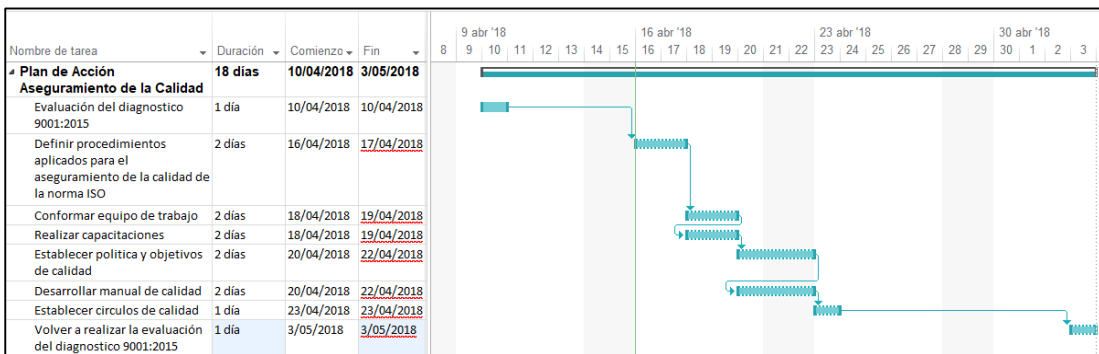 9 abr '18 16 abr '18 23 abr '18 30 abr '18
Nombre de tarea Duración Comienzo Fin 8 9 10 11 12 13 14 15 16 17 18 19 20 21 22 23 24 25 26 27 28 29 30 1 2 3
Plan de Acción 18 días 10/04/2018 3/05/2018
Aseguramiento de la Calidad
Evaluación del diagnostico 1 día 10/04/2018 10/04/2018
9001:2015
Definir procedimientos 2 días 16/04/2018 17/04/2018
aplicados para el
aseguramiento de la calidad de
la norma ISO
Conformar equipo de trabajo 2 días 18/04/2018 19/04/2018
Realizar capacitaciones 2 días 18/04/2018 19/04/2018
Establecer politica y objetivos 2 días 20/04/2018 22/04/2018
de calidad
Desarrollar manual de calidad 2 días 20/04/2018 22/04/2018
Establecer circulos de calidad 1 día 23/04/2018 23/04/2018
Volver a realizar la evaluación 1 día 3/05/2018 3/05/2018
del diagnostico 9001:2015